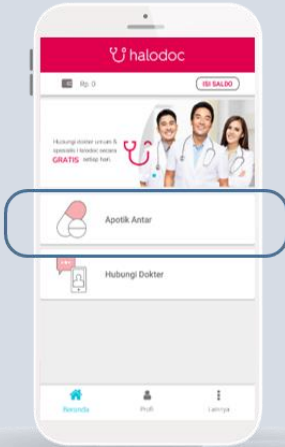 halodoc
Rp. 0
ISI SALDO
Hubungi dokter umum &
spesialis Halodoc secara
GRATIS setiap hari.
Apotik Antar
Hubungi Dokter
Beranda
Profil
Lainnya